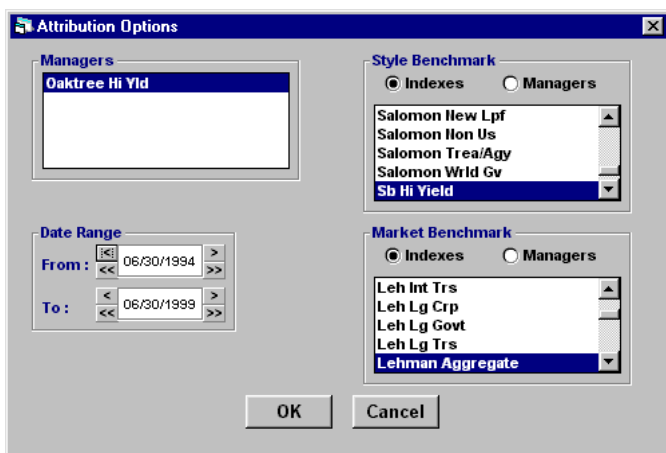 Attribution Options
Managers
Oaktree Hi Yld
Style Benchmark
Indexes Managers
Salomon New Lpf
Salomon Non Us
Salomon Trea/Agy
Salomon Wrld Gv
Sb Hi Yield
Date Range
From : |< 06/30/1994 >
<< >>
To : < 06/30/1999 >
<< >>
Market Benchmark
Indexes Managers
Leh Int Trs
Leh Lg Crp
Leh Lg Govt
Leh Lg Trs
Lehman Aggregate
OK Cancel